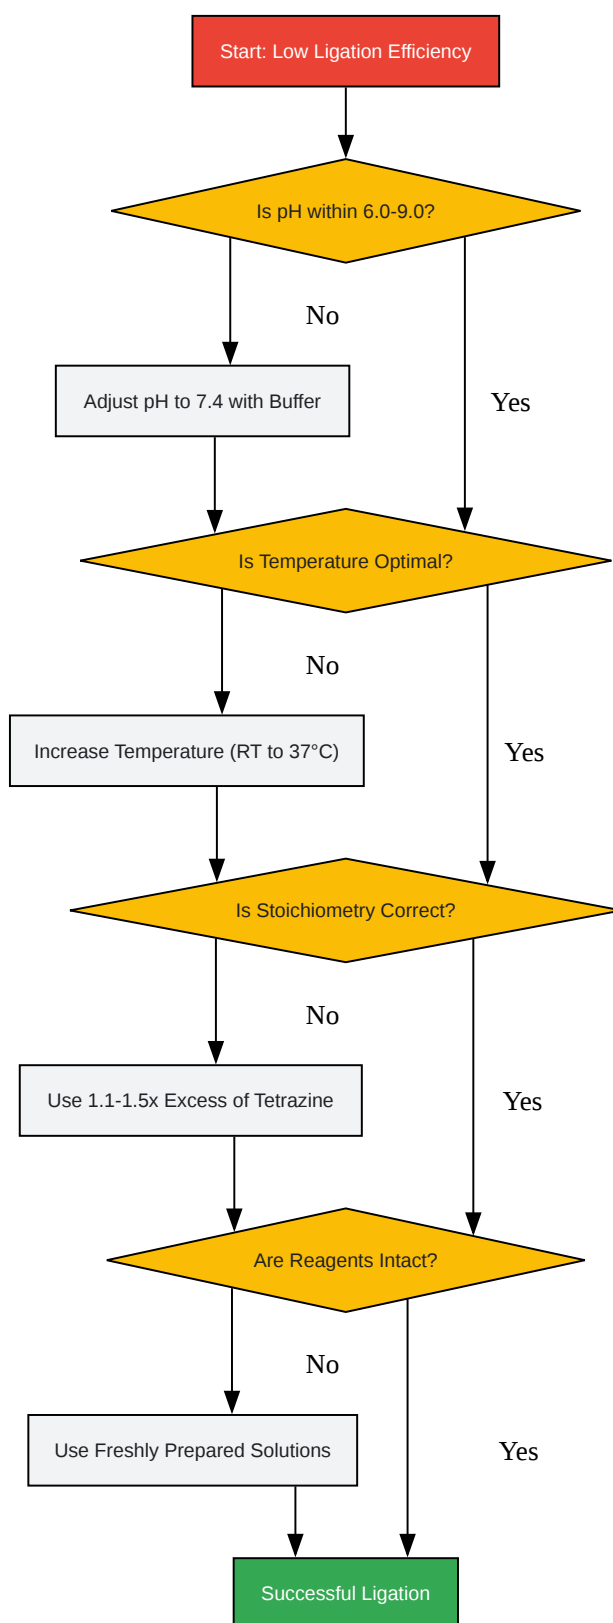 Start: Low Ligation Efficiency
Is pH within 6.0-9.0?
No
Adjust pH to 7.4 with Buffer
Yes
Is Temperature Optimal?
No
Increase Temperature (RT to 37°C)
Yes
Is Stoichiometry Correct?
No
Use 1.1-1.5x Excess of Tetrazine
Yes
Are Reagents Intact?
No
Use Freshly Prepared Solutions
Yes
Successful Ligation